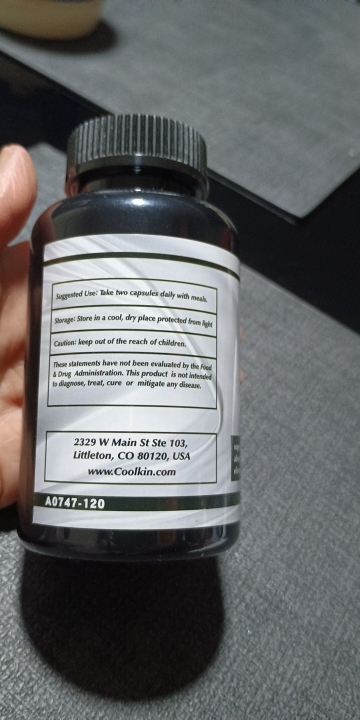 Suggested Use: Take two capsules daily with meals.
Storage: Store in a cool, dry place protected from light
Caution: keep out of the reach of children.
These statements have not been evaluated by the Food
& Drug Administration. This product is not intended
to diagnose, treat, cure or mitigate any disease.
2329 W Main St Ste 103,
Littleton, CO 80120, USA
www.Coolkin.com
A0747-120